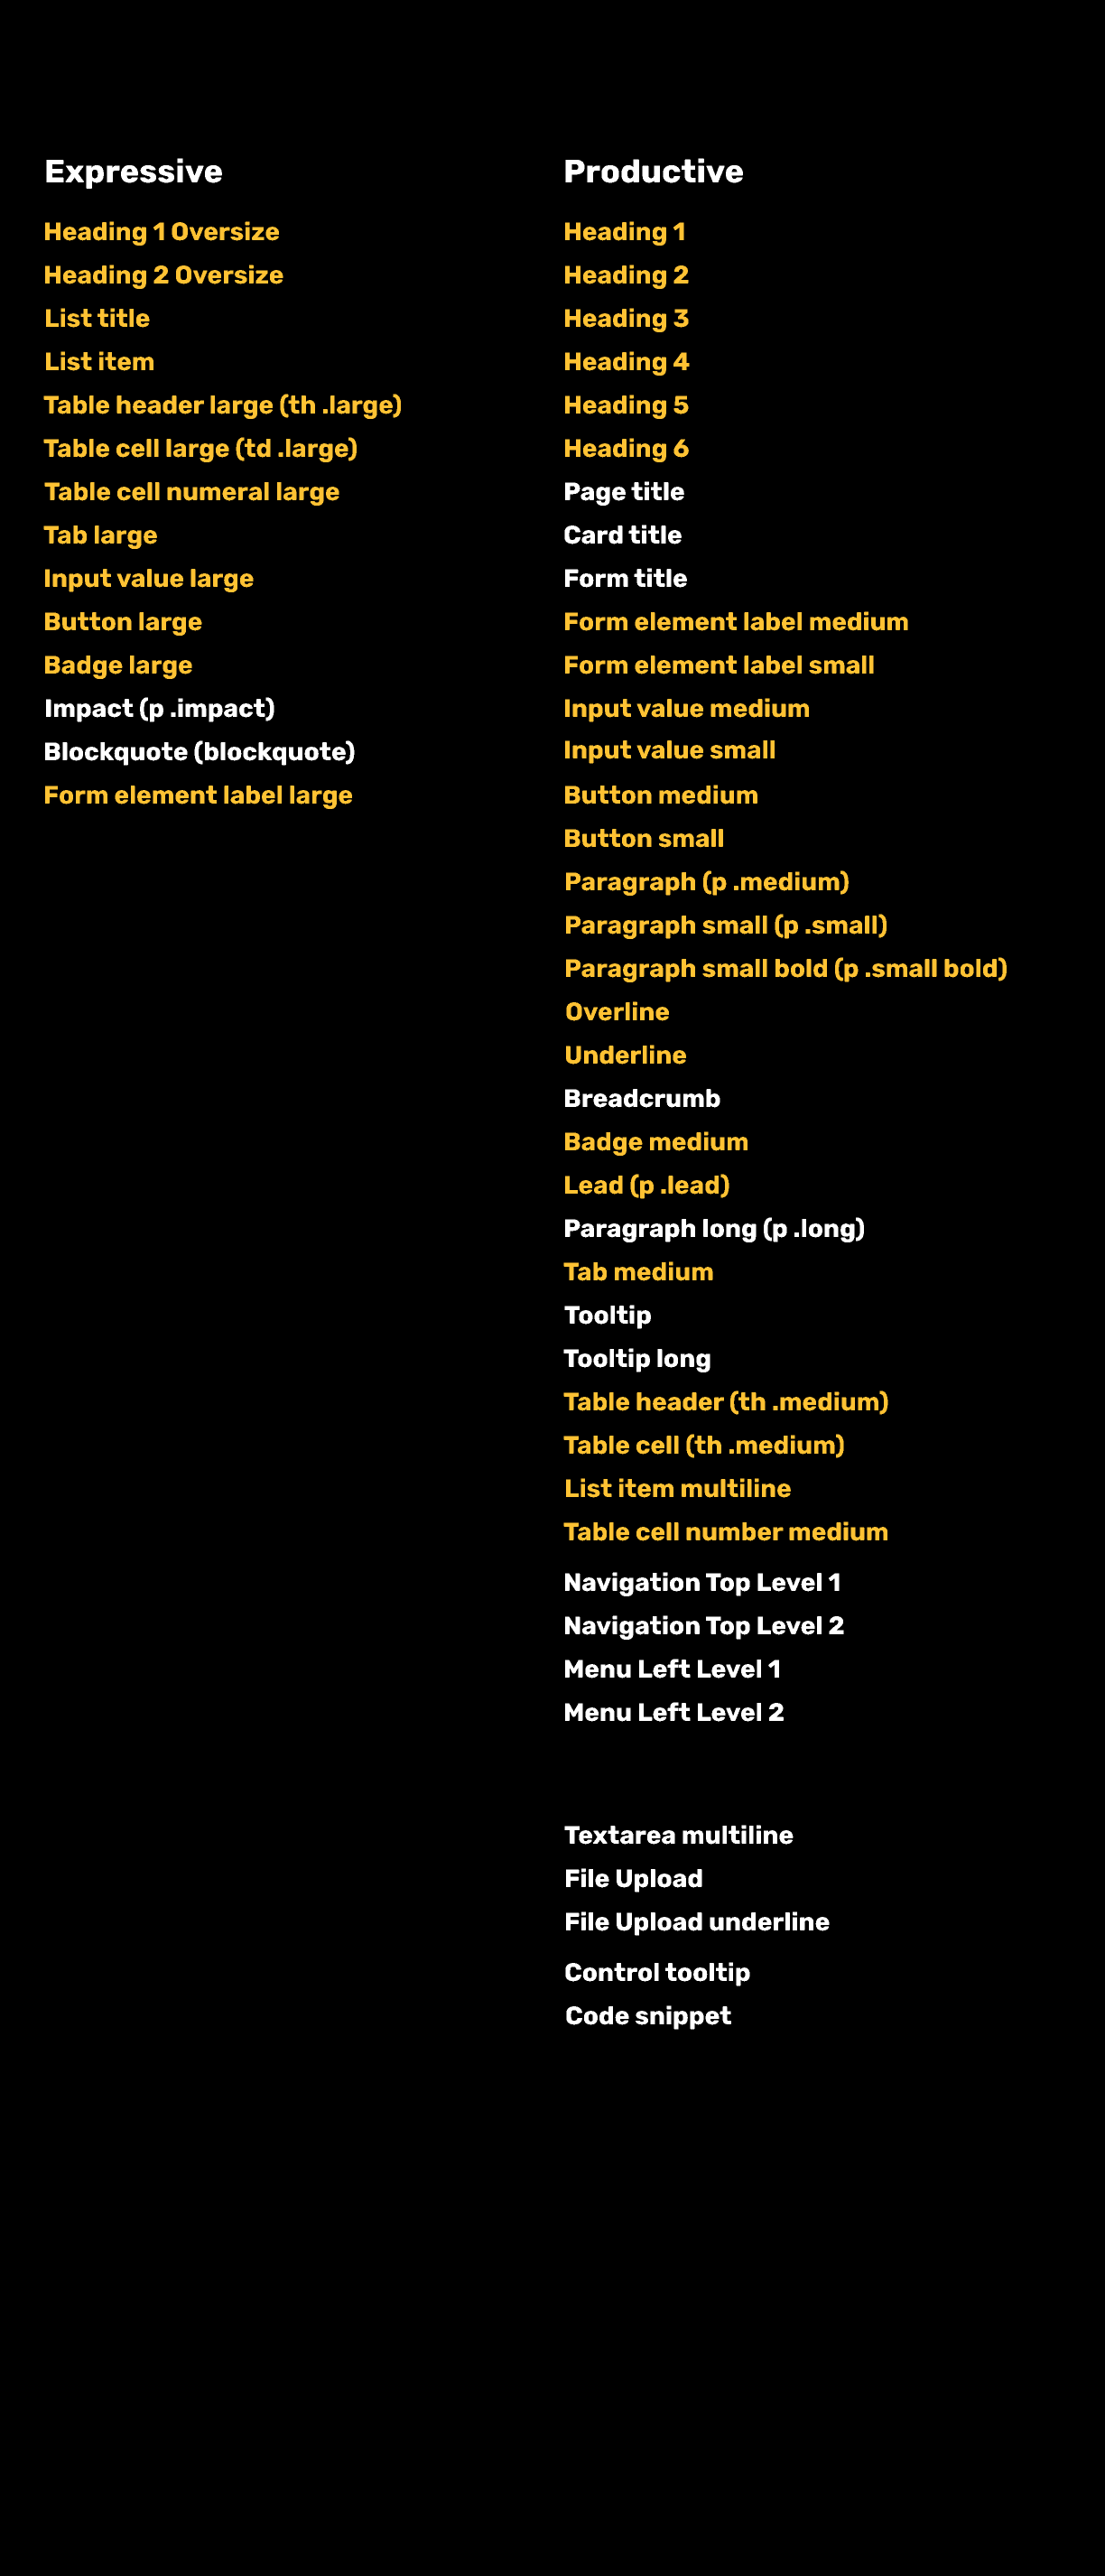 Expressive
Heading 1 Oversize
Heading 2 Oversize
List title
List item
Table header large (th .large)
Table cell large (td .large)
Table cell numeral large
Tab large
Input value large
Button large
Badge large
Impact (p .impact)
Blockquote (blockquote)
Form element label large
Productive
Heading 1
Heading 2
Heading 3
Heading 4
Heading 5
Heading 6
Page title
Card title
Form title
Form element label medium
Form element label small
Input value medium
Input value small
Button medium
Button small
Paragraph (p .medium)
Paragraph small (p .small)
Paragraph small bold (p .small bold)
Overline
Underline
Breadcrumb
Badge medium
Lead (p .lead)
Paragraph long (p .long)
Tab medium
Tooltip
Tooltip long
Table header (th .medium)
Table cell (th .medium)
List item multiline
Table cell number medium
Navigation Top Level 1
Navigation Top Level 2
Menu Left Level 1
Menu Left Level 2
Textarea multiline
File Upload
File Upload underline
Control tooltip
Code snippet